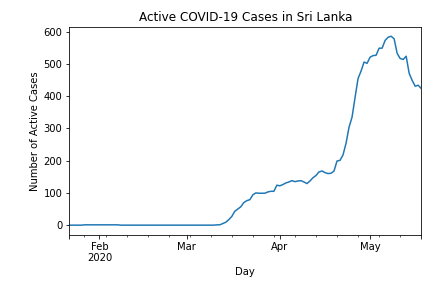 Active COVID-19 Cases in Sri Lanka
Number of Active Cases
600
500
400
300
200
100
0
Feb
2020
Mar
Apr
May
Day